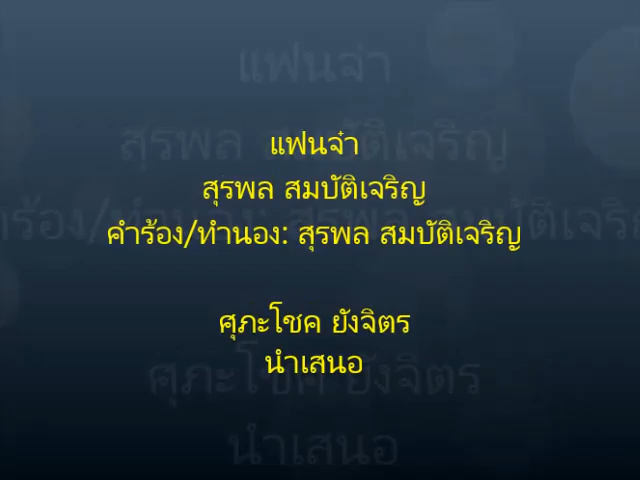 แฟนจ๋า
สุรพล สมบัติเจริญ
คำร้อง/ทำนอง: สุรพล สมบัติเจริญ
ศุภะโชค ยังจิตร
นำเสนอ